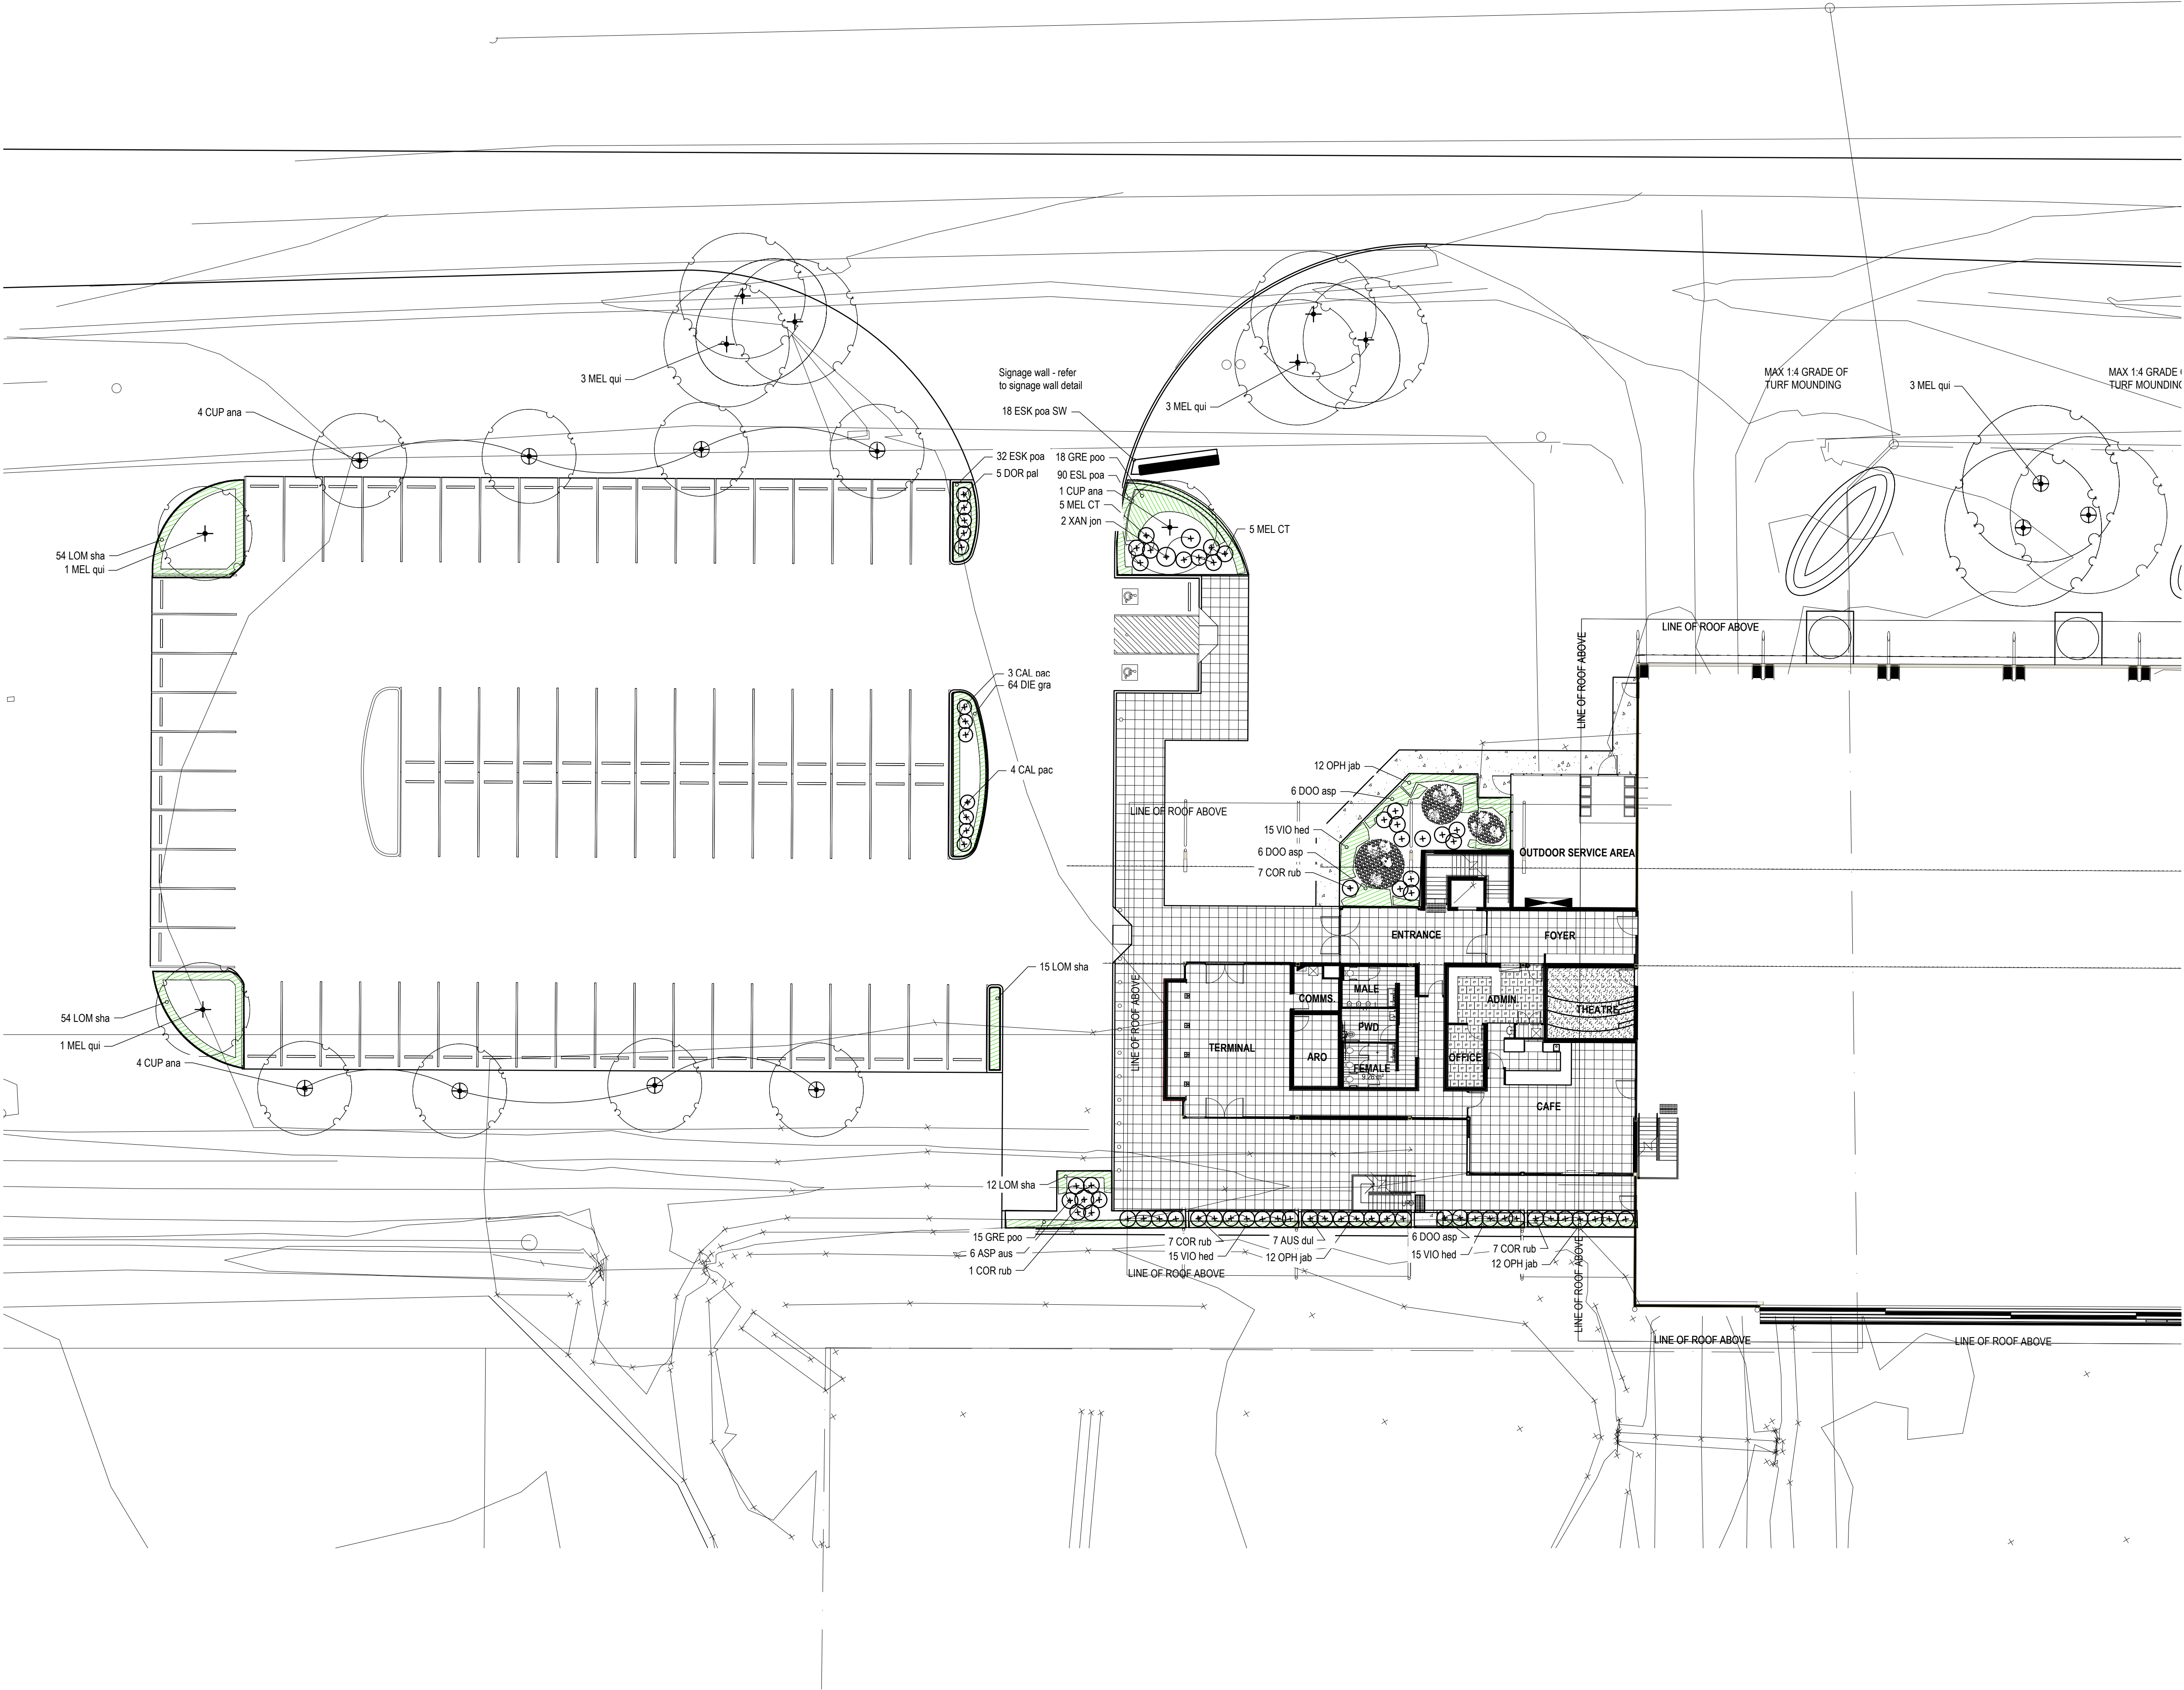 MAX 1:4 GRADE OF
TURF MOUNDING
MAX 1:4 GRADE
TURF MOUNDING
3 MEL qui
3 MEL qui
Signage wall - refer
to signage wall detail
18 ESK poa SW
3 MEL qui
4 CUP ana
32 ESK poa
5 DOR pal
18 GRE poo
90 ESL poa
1 CUP ana
5 MEL CT
2 XAN jon
5 MEL CT
54 LOM sha
1 MEL qui
LINE OF ROOF ABOVE
LINE OF ROOF ABOVE
3 CAL pac
64 DIE gra
4 CAL pac
12 OPH jab
6 DOO asp
LINE OF ROOF ABOVE
15 VIO hed
6 DOO asp
7 COR rub
OUTDOOR SERVICE AREA
ENTRANCE
FOYER
15 LOM sha
LINE OF ROOF ABOVE
COMMS.
MALE
ADMIN.
THEATRE
PWD
TERMINAL
ARO
OFFICE
FEMALE
9.26 m²
CAFE
54 LOM sha
1 MEL qui
4 CUP ana
12 LOM sha
15 GRE poo
6 ASP aus
1 COR rub
7 COR rub
15 VIO hed
7 AUS dul
12 OPH jab
6 DOO asp
15 VIO hed
7 COR rub
12 OPH jab
LINE OF ROOF ABOVE
LINE OF ROOF ABOVE
LINE OF ROOF ABOVE
LINE OF ROOF ABOVE